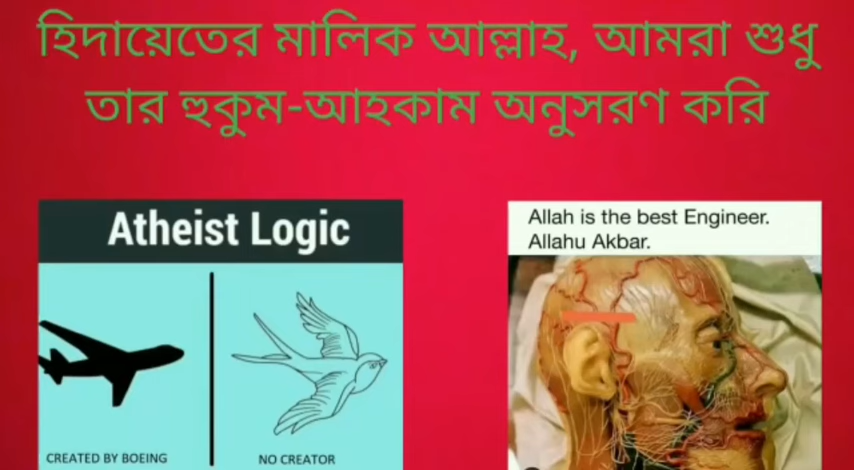 হিদায়েতের মালিক আল্লাহ, আমরা শুধু
তার হুকুম-আহকাম অনুসরণ করি
Atheist Logic
CREATED BY BOEING
NO CREATOR
Allah is the best Engineer.
Allahu Akbar.